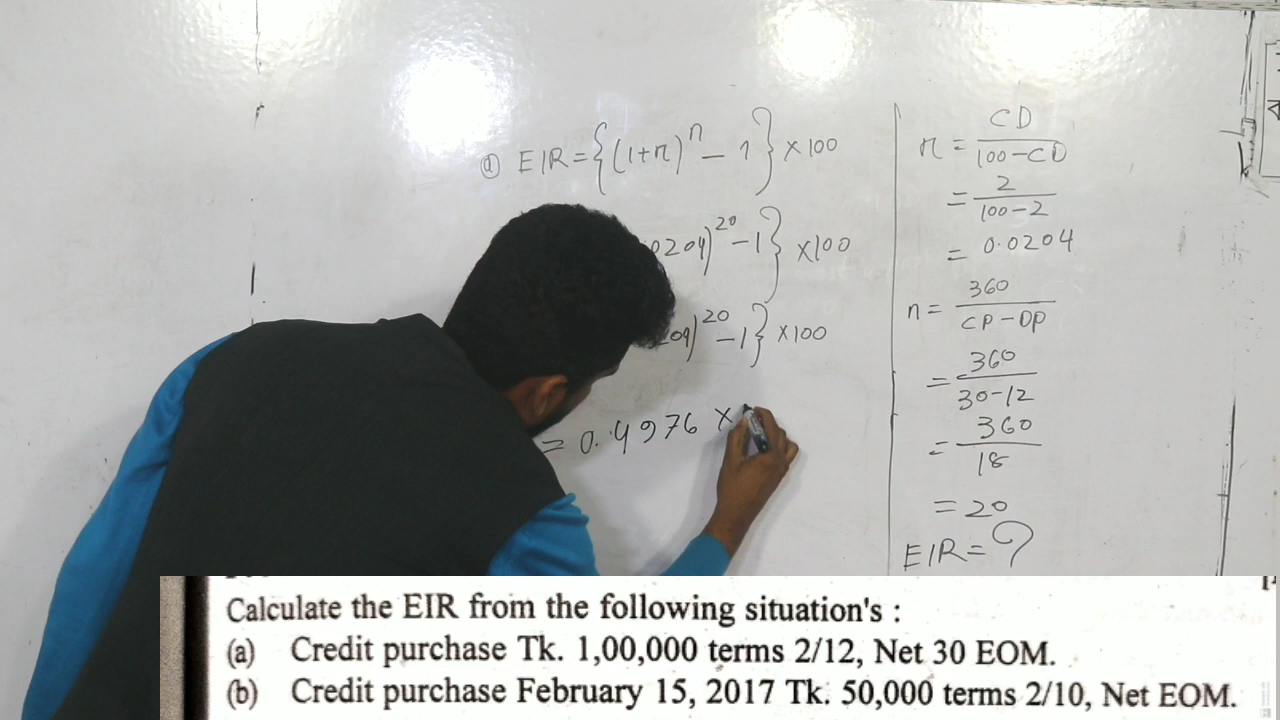 ⓐ EIR = {(1+r)ⁿ - 1} × 100
0204)²⁰ - 1} × 100
)²⁰ - 1} × 100
= 0.4976 ×
r = CD / 100-CD
= 2 / 100-2
= 0.0204
n = 360 / CP-DP
= 360 / 30-12
= 360 / 18
= 20
EIR = ?
Calculate the EIR from the following situation's :
(a) Credit purchase Tk. 1,00,000 terms 2/12, Net 30 EOM.
(b) Credit purchase February 15, 2017 Tk. 50,000 terms 2/10, Net EOM.